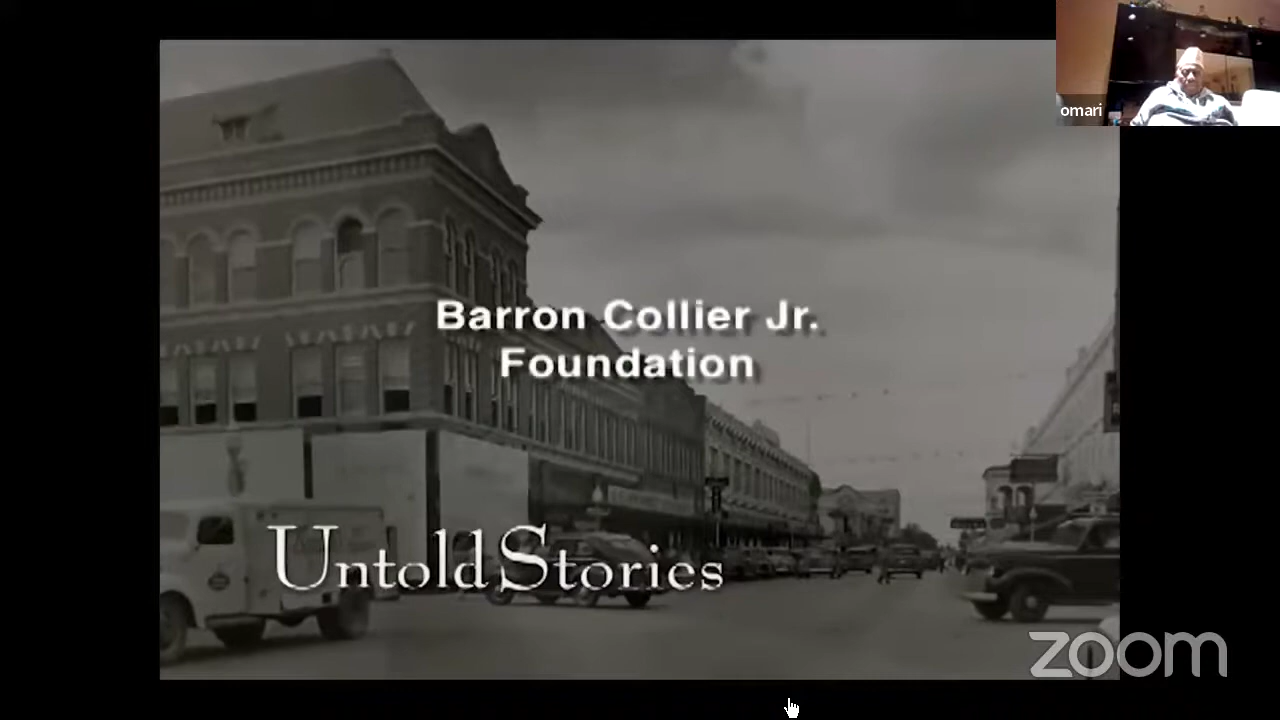 omari
Barron Collier Jr.
Foundation
Untold Stories
zoom